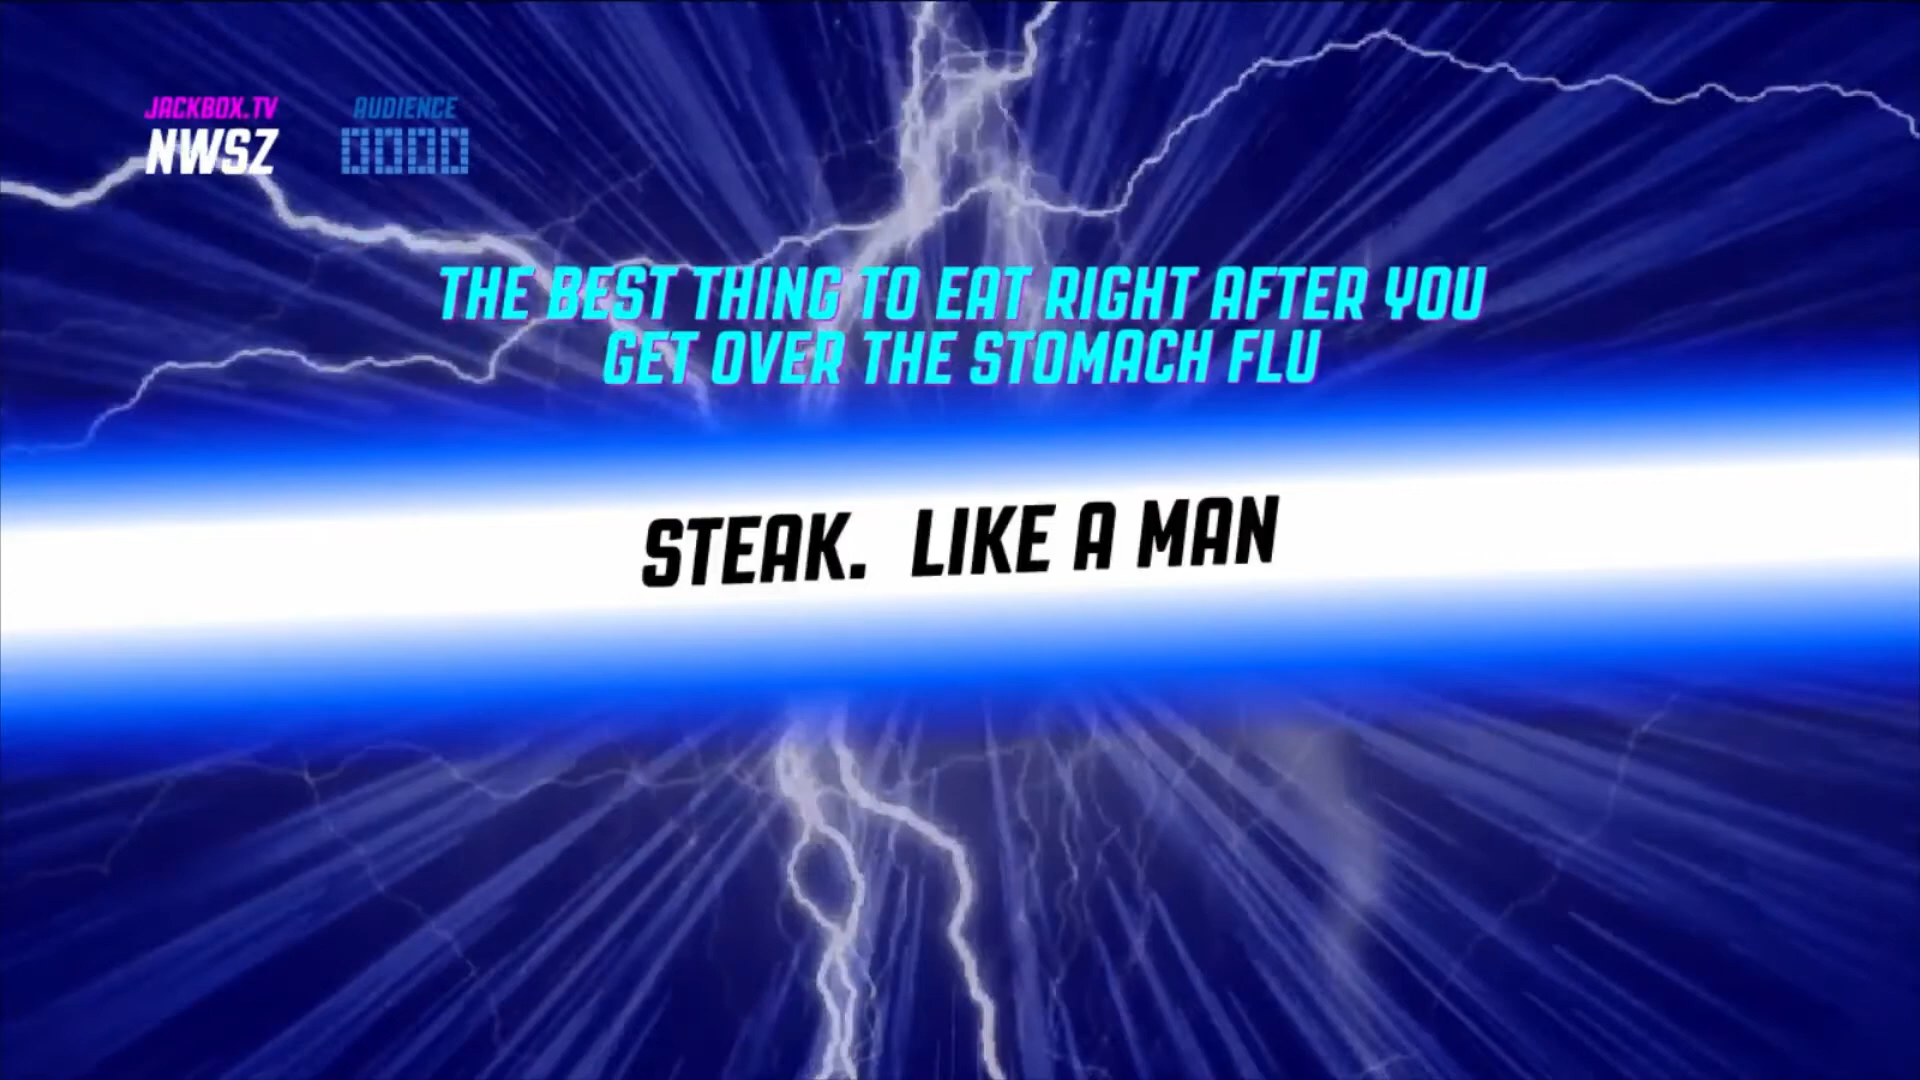 JACKBOX.TV
NWSZ
AUDIENCE
THE BEST THING TO EAT RIGHT AFTER YOU
GET OVER THE STOMACH FLU
STEAK.  LIKE A MAN